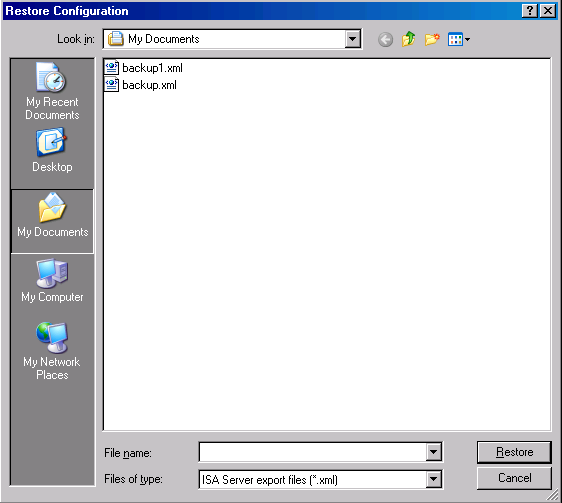 Restore Configuration
Look in:
My Documents
My Recent
Documents
Desktop
My Documents
My Computer
My Network
Places
backup1.xml
backup.xml
File name:
Restore
Files of type:
ISA Server export files (*.xml)
Cancel